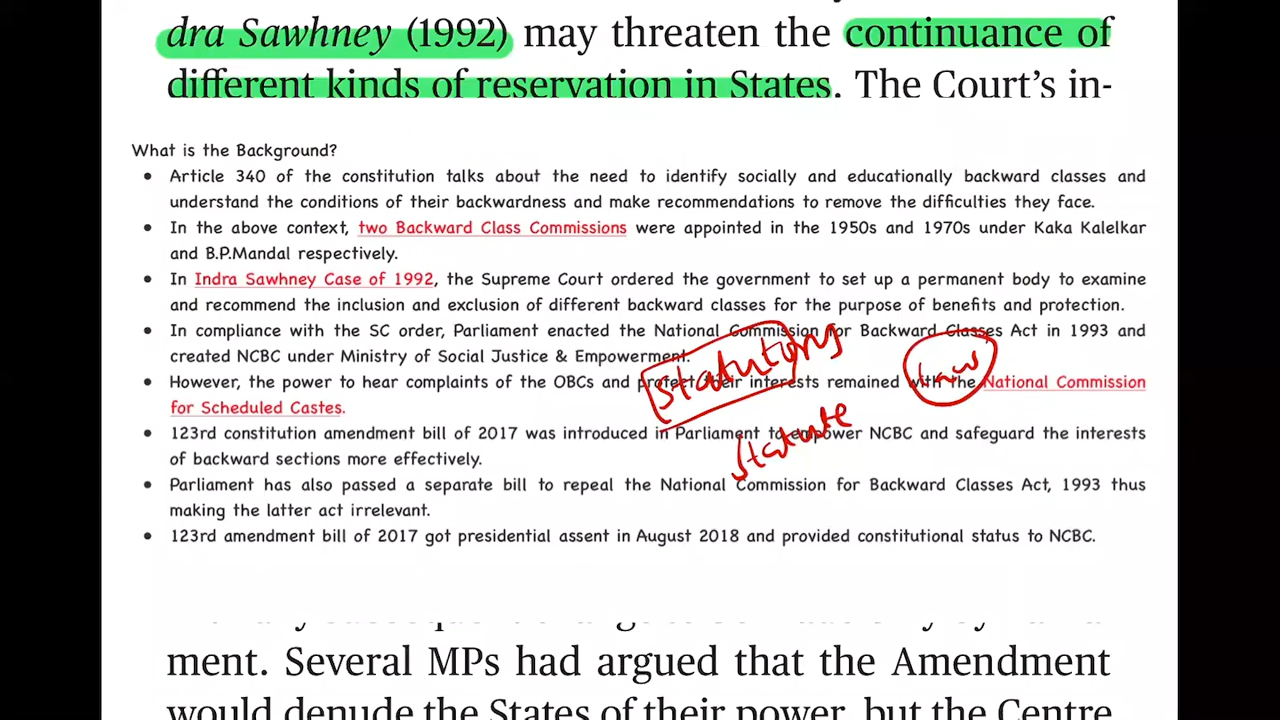 dra Sawhney (1992) may threaten the continuance of
different kinds of reservation in States. The Court's in-
What is the Background?
• Article 340 of the constitution talks about the need to identify socially and educationally backward classes and
understand the conditions of their backwardness and make recommendations to remove the difficulties they face.
• In the above context, two Backward Class Commissions were appointed in the 1950s and 1970s under Kaka Kalelkar
and B.P.Mandal respectively.
• In Indra Sawhney Case of 1992, the Supreme Court ordered the government to set up a permanent body to examine
and recommend the inclusion and exclusion of different backward classes for the purpose of benefits and protection.
• In compliance with the SC order, Parliament enacted the National Commission for Backward Classes Act in 1993 and
created NCBC under Ministry of Social Justice & Empowerment.
• However, the power to hear complaints of the OBCs and protect their interests remained with the National Commission
for Scheduled Castes.
statutory
law
statute
• 123rd constitution amendment bill of 2017 was introduced in Parliament to empower NCBC and safeguard the interests
of backward sections more effectively.
• Parliament has also passed a separate bill to repeal the National Commission for Backward Classes Act, 1993 thus
making the latter act irrelevant.
• 123rd amendment bill of 2017 got presidential assent in August 2018 and provided constitutional status to NCBC.
ment. Several MPs had argued that the Amendment
would denude the States of their power, but the Centre